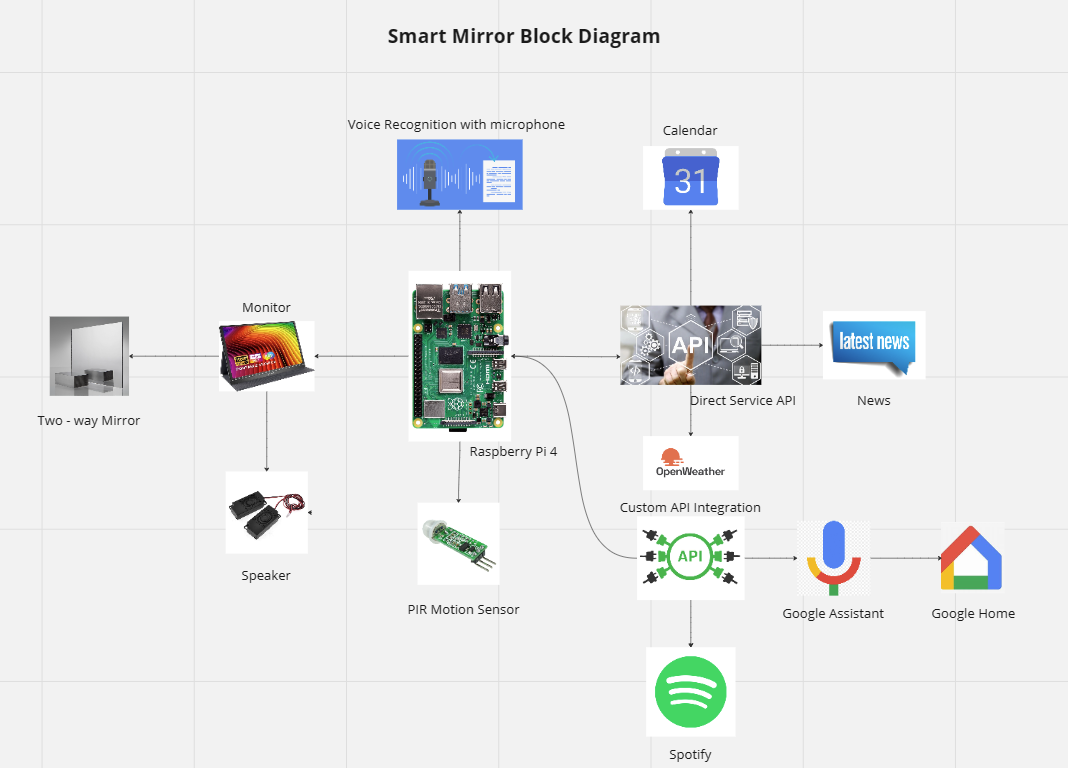 Smart Mirror Block Diagram
Voice Recognition with microphone
Calendar
31
Monitor
API
latest news
Two - way Mirror
Direct Service API
News
Raspberry Pi 4
OpenWeather
Custom API Integration
API
Speaker
PIR Motion Sensor
Google Assistant
Google Home
Spotify